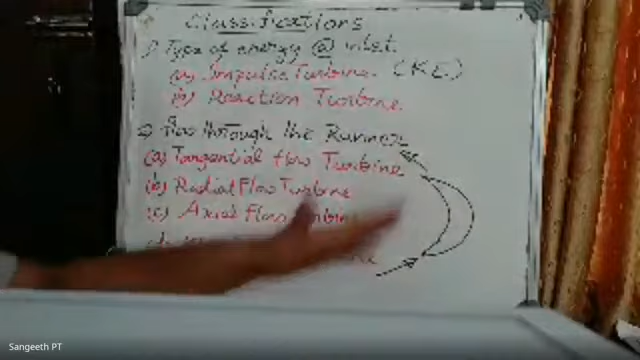 Classifications
1) Type of energy @ inlet.
(a) Impulse Turbine. (KE)
(b) Reaction Turbine
2) flow through the Runner
(a) Tangential flow Turbine
(b) Radial Flow Turbine
(c) Axial flow
Sangeeth PT